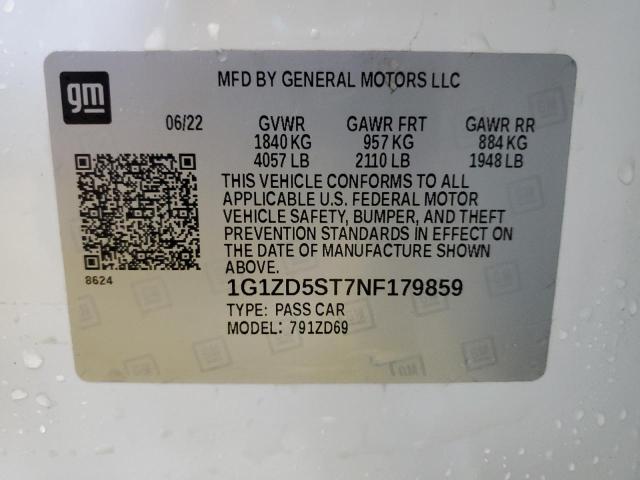 gm
MFD BY GENERAL MOTORS LLC
06/22 GVWR GAWR FRT GAWR RR
1840 KG 957 KG 884 KG
4057 LB 2110 LB 1948 LB
THIS VEHICLE CONFORMS TO ALL
APPLICABLE U.S. FEDERAL MOTOR
VEHICLE SAFETY, BUMPER, AND THEFT
PREVENTION STANDARDS IN EFFECT ON
THE DATE OF MANUFACTURE SHOWN ABOVE.
8624
1G1ZD5ST7NF179859
TYPE: PASS CAR
MODEL: 791ZD69